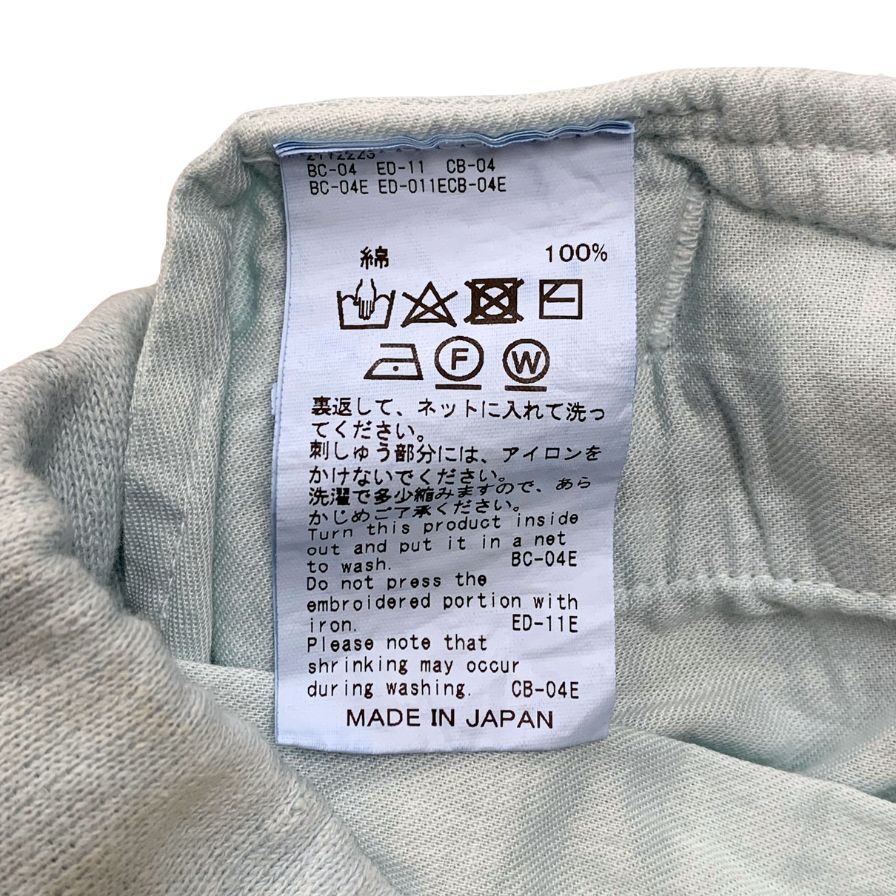 BC-04 ED-11 CB-04
BC-04E ED-011ECB-04E
綿 100%
F W
裏返して、ネットに入れて洗っ
てください。
刺しゅう部分には、アイロンを
かけないでください。
洗濯で多少縮みますので、あら
かじめご了承ください。
Turn this product inside
out and put it in a net
to wash. BC-04E
Do not press the
embroidered portion with
iron. ED-11E
Please note that
shrinking may occur
during washing. CB-04E
MADE IN JAPAN